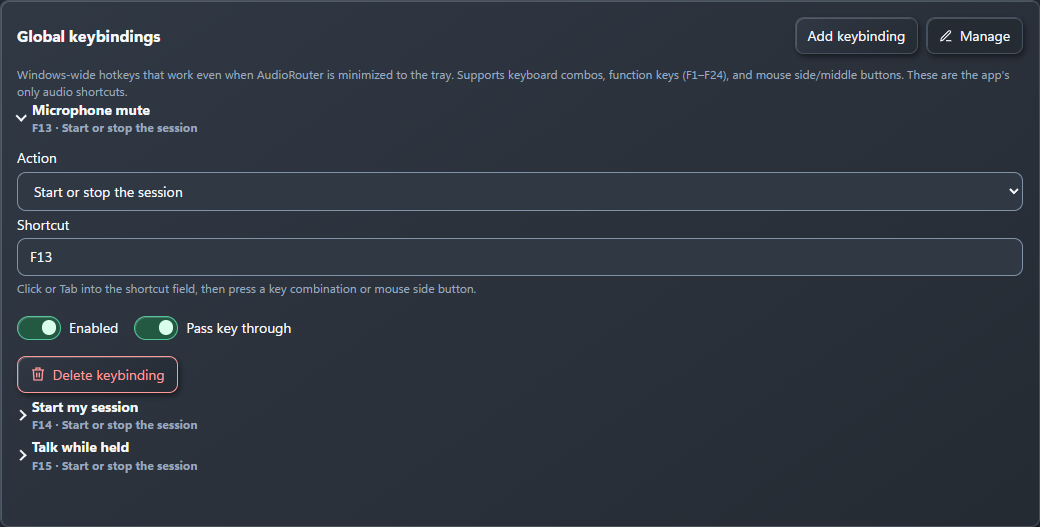 Global keybindings
Add keybinding
Manage
Windows-wide hotkeys that work even when AudioRouter is minimized to the tray. Supports keyboard combos, function keys (F1–F24), and mouse side/middle buttons. These are the app's
only audio shortcuts.
Microphone mute
F13 · Start or stop the session
Action
Start or stop the session
Shortcut
F13
Click or Tab into the shortcut field, then press a key combination or mouse side button.
Enabled
Pass key through
Delete keybinding
Start my session
F14 · Start or stop the session
Talk while held
F15 · Start or stop the session